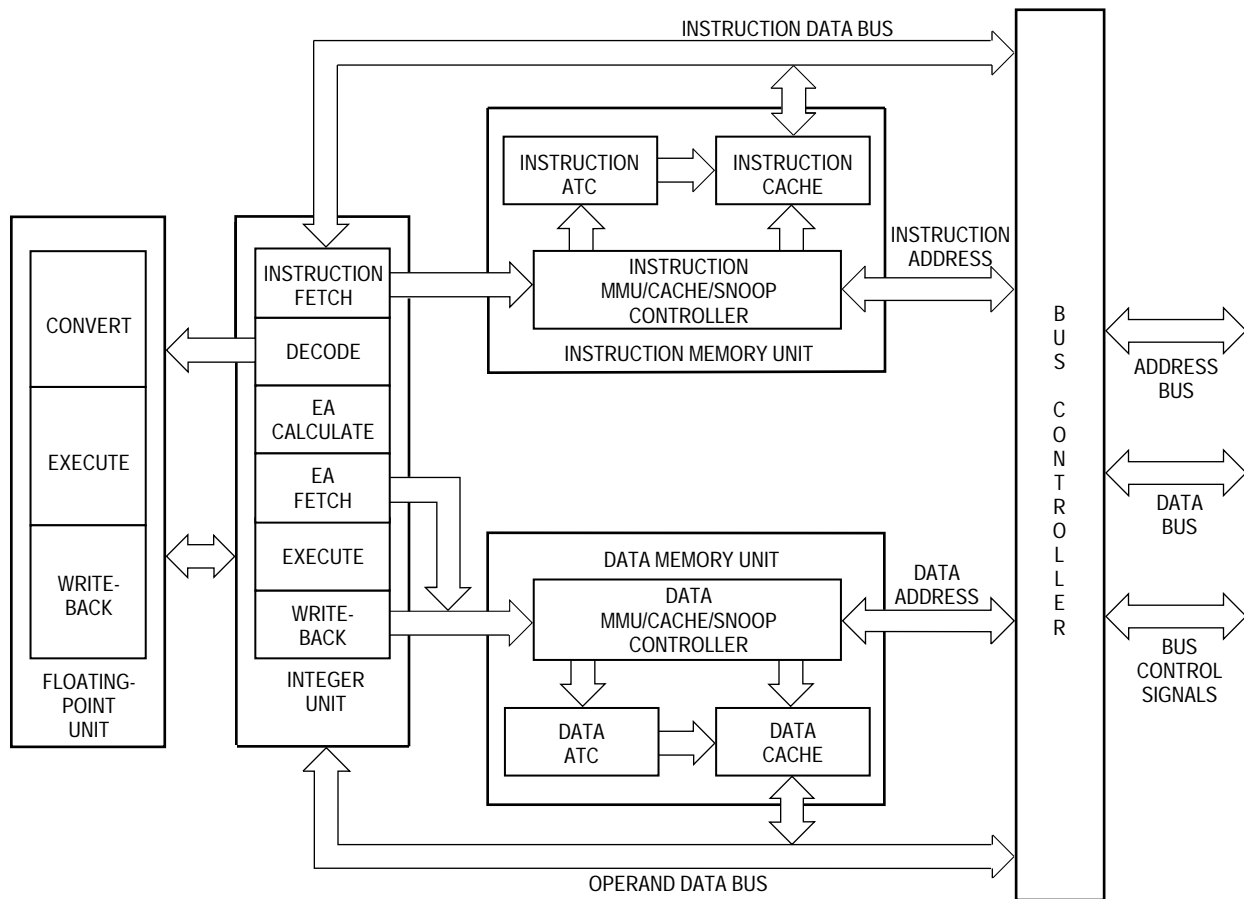 INSTRUCTION DATA BUS
INSTRUCTION
ATC
INSTRUCTION
CACHE
INSTRUCTION
MMU/CACHE/SNOOP
CONTROLLER
INSTRUCTION MEMORY UNIT
INSTRUCTION
ADDRESS
CONVERT
EXECUTE
WRITE-
BACK
FLOATING-
POINT
UNIT
INSTRUCTION
FETCH
DECODE
EA
CALCULATE
EA
FETCH
EXECUTE
WRITE-
BACK
INTEGER
UNIT
DATA MEMORY UNIT
DATA
MMU/CACHE/SNOOP
CONTROLLER
DATA
ATC
DATA
CACHE
DATA
ADDRESS
OPERAND DATA BUS
BUS CONTROLLER
ADDRESS
BUS
DATA
BUS
BUS
CONTROL
SIGNALS